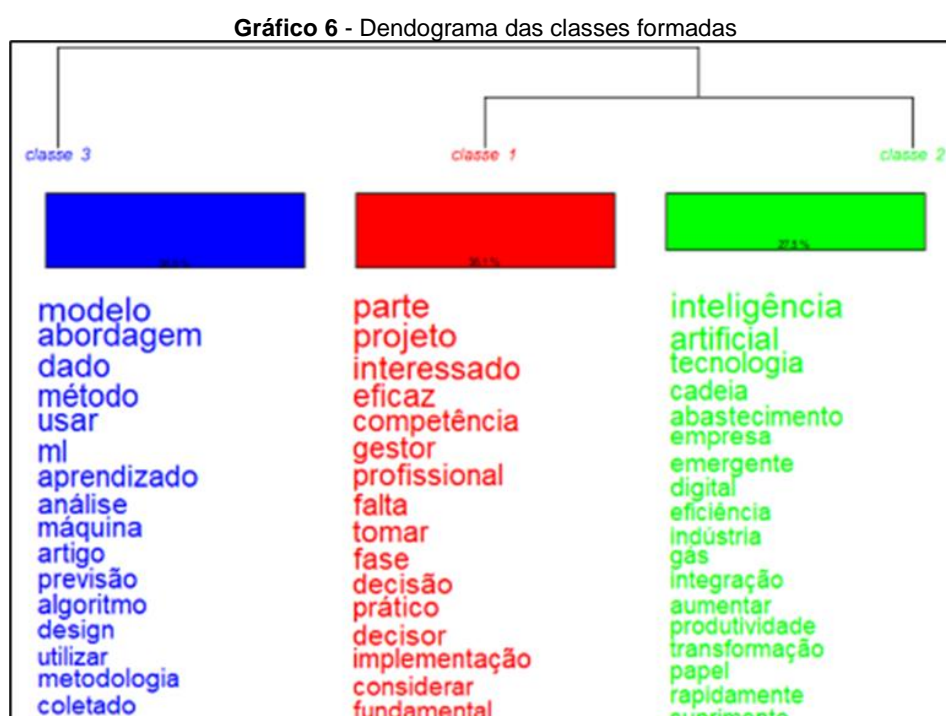 Gráfico 6 - Dendograma das classes formadas
classe 3
classe 1
classe 2
27,5 %
modelo
abordagem
dado
método
usar
ml
aprendizado
análise
máquina
artigo
previsão
algoritmo
design
utilizar
metodologia
coletado
parte
projeto
interessado
eficaz
competência
gestor
profissional
falta
tomar
fase
decisão
prático
decisor
implementação
considerar
fundamental
inteligência
artificial
tecnologia
cadeia
abastecimento
empresa
emergente
digital
eficiência
indústria
gás
integração
aumentar
produtividade
transformação
papel
rapidamente